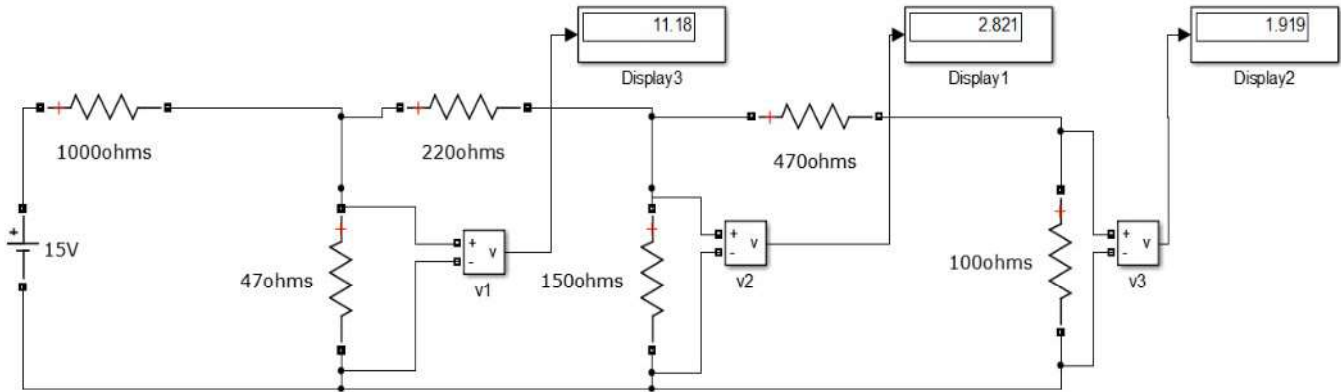 11.18
2.821
1.919
Display3
Display1
Display2
+
+
+
1000ohms
220ohms
470ohms
+
15V
+
47ohms
+
-
v
v1
+
150ohms
+
-
v
v2
+
100ohms
+
-
v
v3